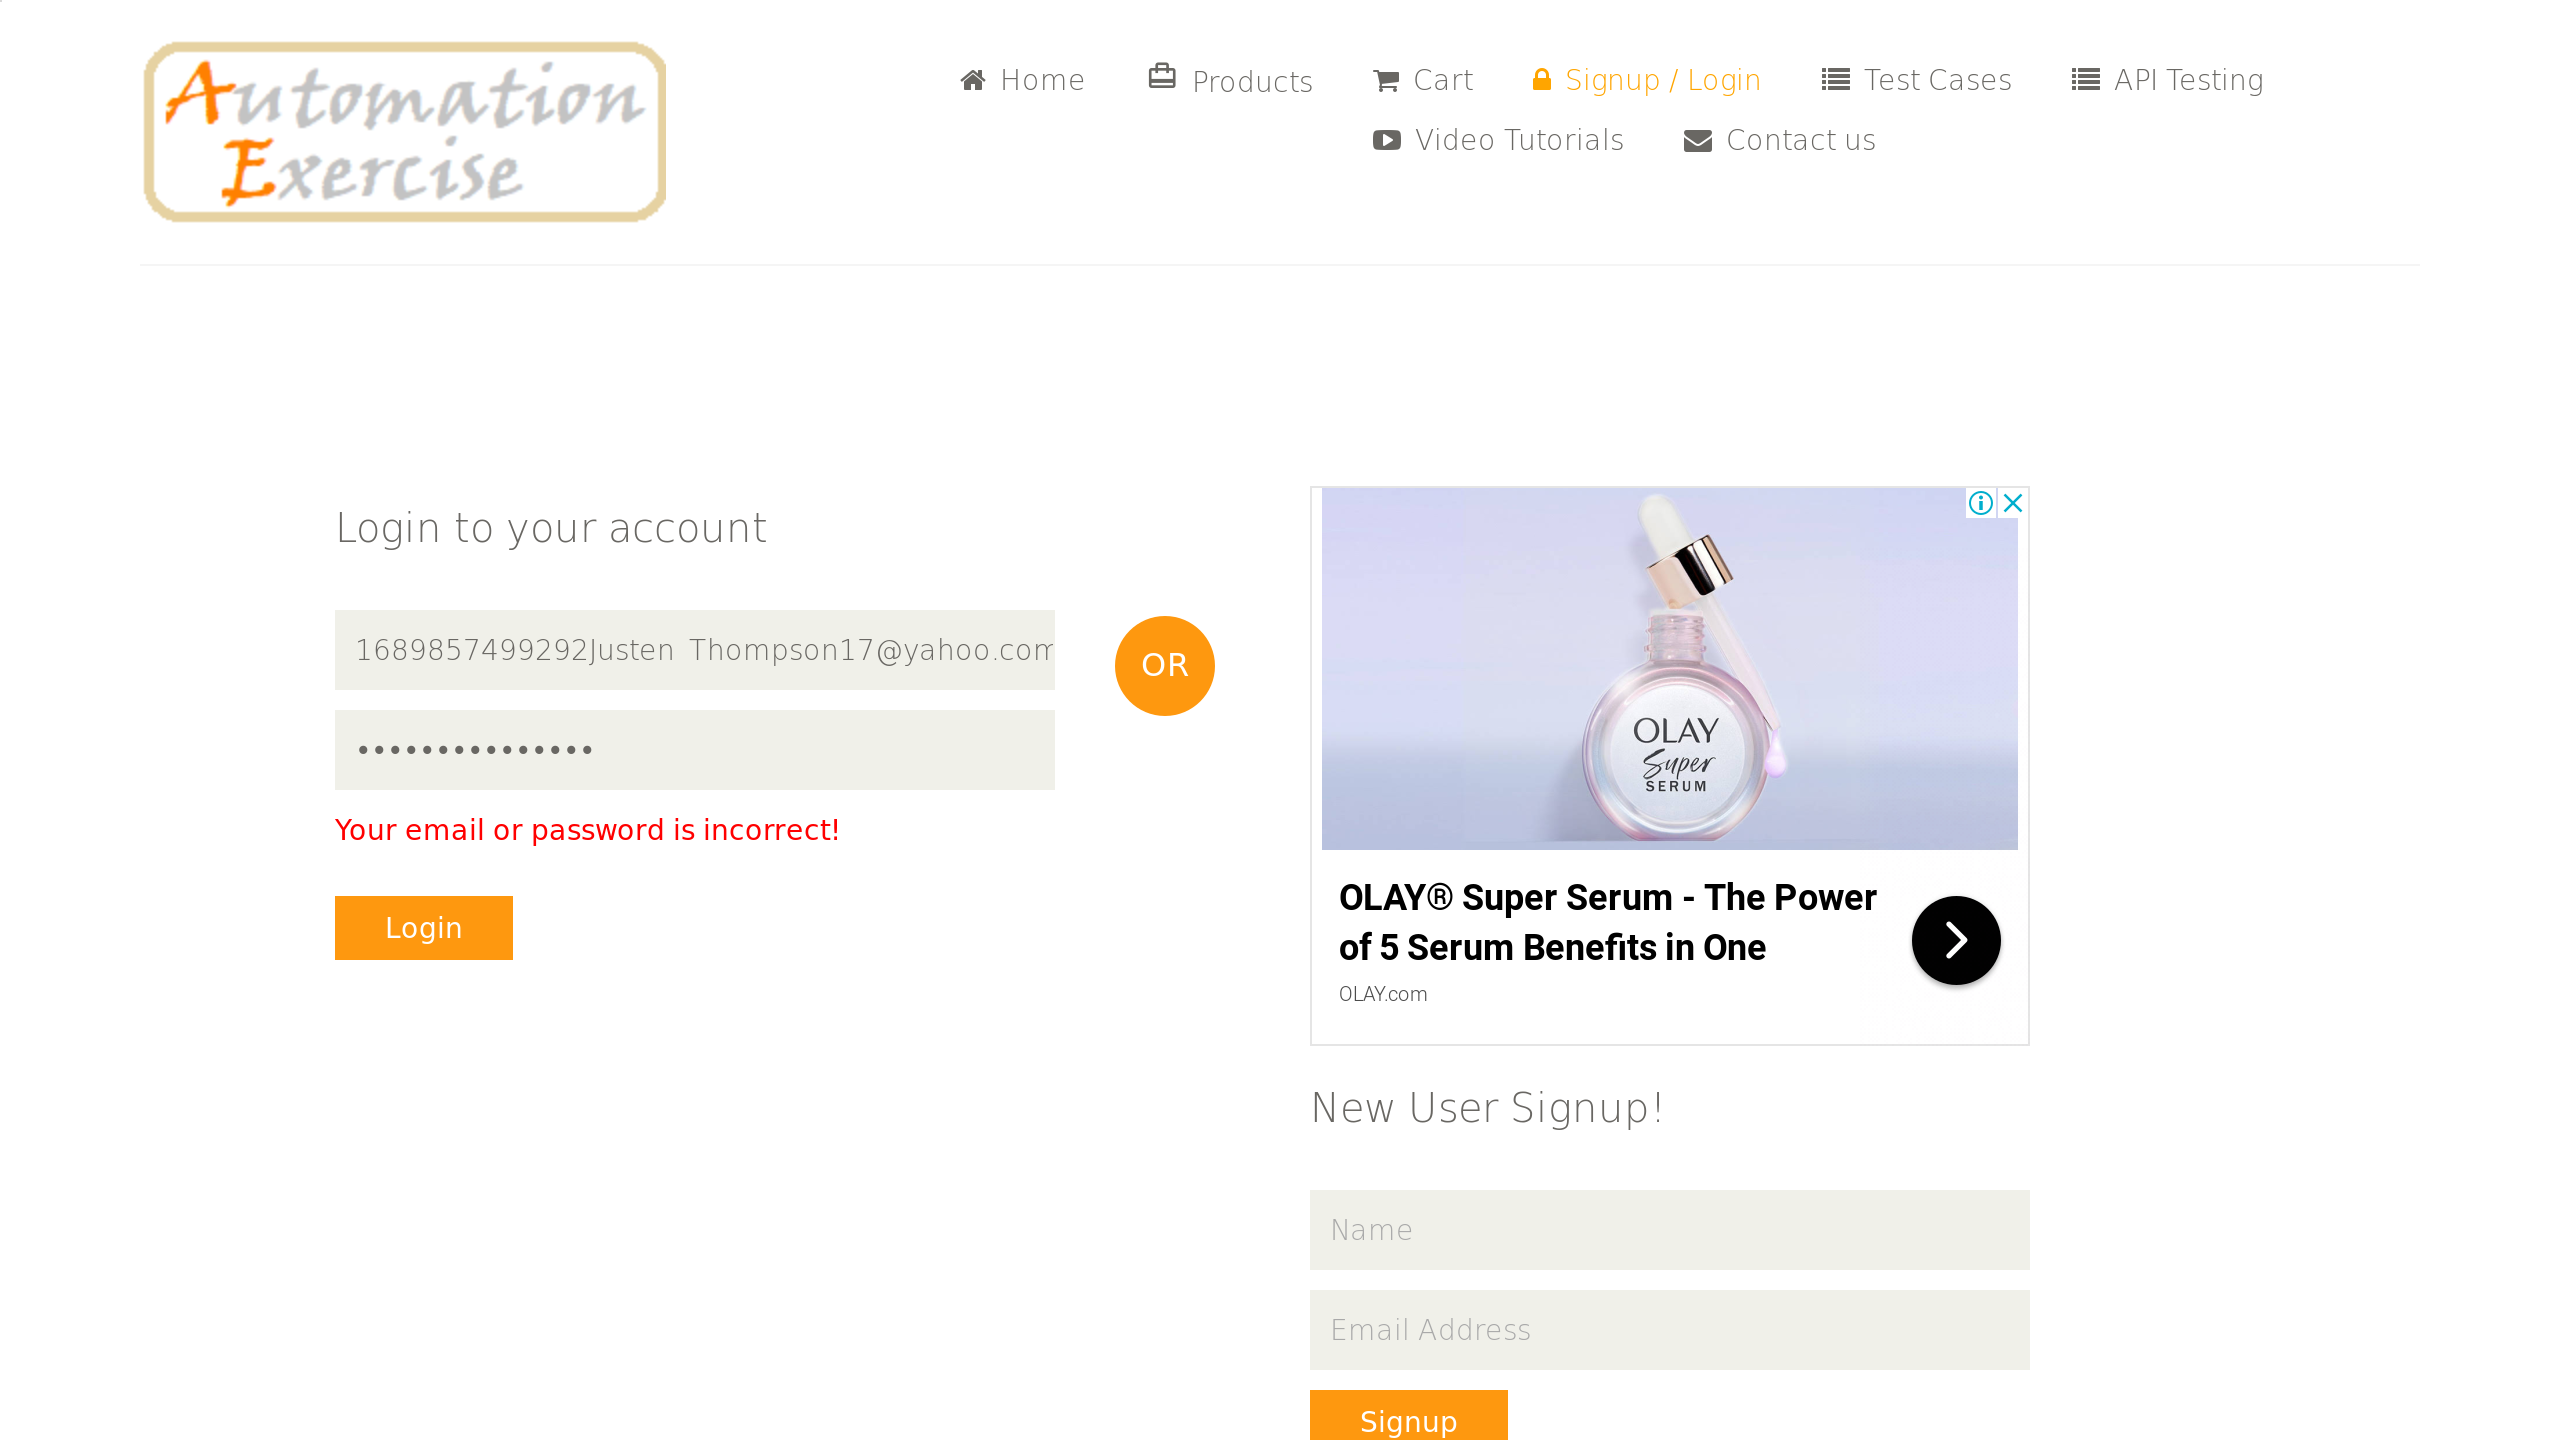 Automation
Exercise
Home
Products
Cart
Signup / Login
Test Cases
API Testing
Video Tutorials
Contact us
Login to your account
1689857499292Justen_Thompson17@yahoo.com
Your email or password is incorrect!
Login
OR
OLAY
Super
SERUM
OLAY® Super Serum - The Power
of 5 Serum Benefits in One
OLAY.com
New User Signup!
Name
Email Address
Signup